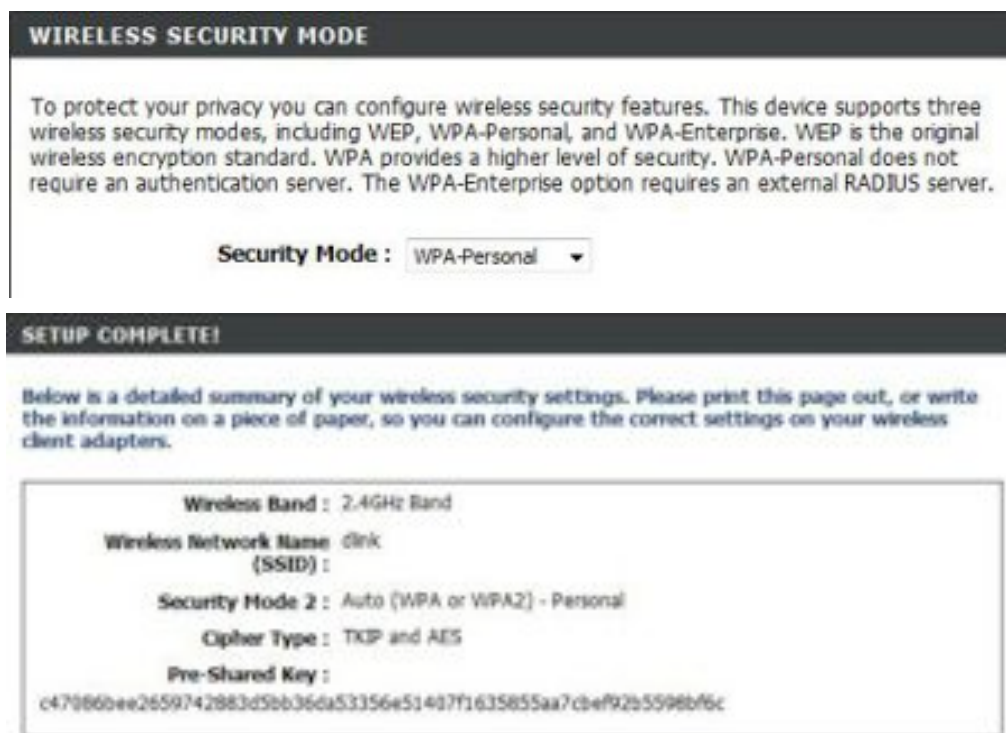 WIRELESS SECURITY MODE
To protect your privacy you can configure wireless security features. This device supports three
wireless security modes, including WEP, WPA-Personal, and WPA-Enterprise. WEP is the original
wireless encryption standard. WPA provides a higher level of security. WPA-Personal does not
require an authentication server. The WPA-Enterprise option requires an external RADIUS server.
Security Mode : WPA-Personal
SETUP COMPLETE!
Below is a detailed summary of your wireless security settings. Please print this page out, or write
the information on a piece of paper, so you can configure the correct settings on your wireless
client adapters.
Wireless Band : 2.4GHz Band
Wireless Network Name dlink
(SSID) :
Security Mode 2 : Auto (WPA or WPA2) - Personal
Cipher Type : TKIP and AES
Pre-Shared Key :
c47086bee2659742883d5bb36da53356e51407f1635855aa7cbef92b5598bf6c